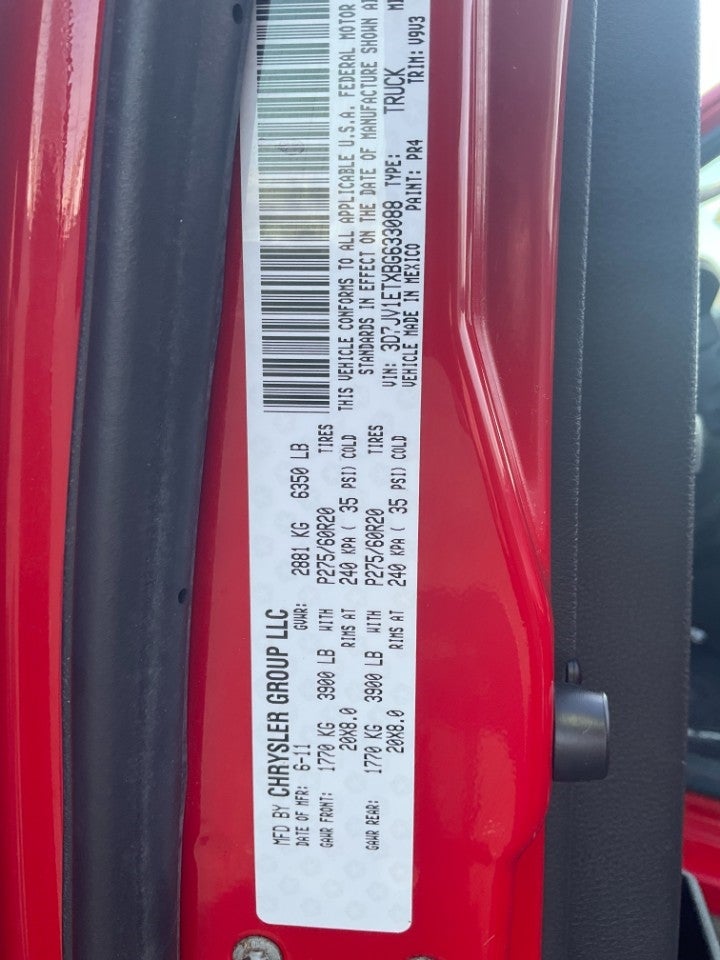 MFD BY CHRYSLER GROUP LLC
DATE OF MFR: 6-11 GVWR: 2881 KG 6350 LB
GAWR FRONT: 1770 KG 3900 LB WITH P275/60R20 TIRES
20X8.0 RIMS AT 240 KPA ( 35 PSI) COLD
GAWR REAR: 1770 KG 3900 LB WITH P275/60R20 TIRES
20X8.0 RIMS AT 240 KPA ( 35 PSI) COLD
THIS VEHICLE CONFORMS TO ALL APPLICABLE U.S.A. FEDERAL MOTOR
STANDARDS IN EFFECT ON THE DATE OF MANUFACTURE SHOWN
VIN: 3D7JV1ETXBG633088 TYPE: TRUCK
VEHICLE MADE IN MEXICO PAINT: PR4 TRIM: V9V3